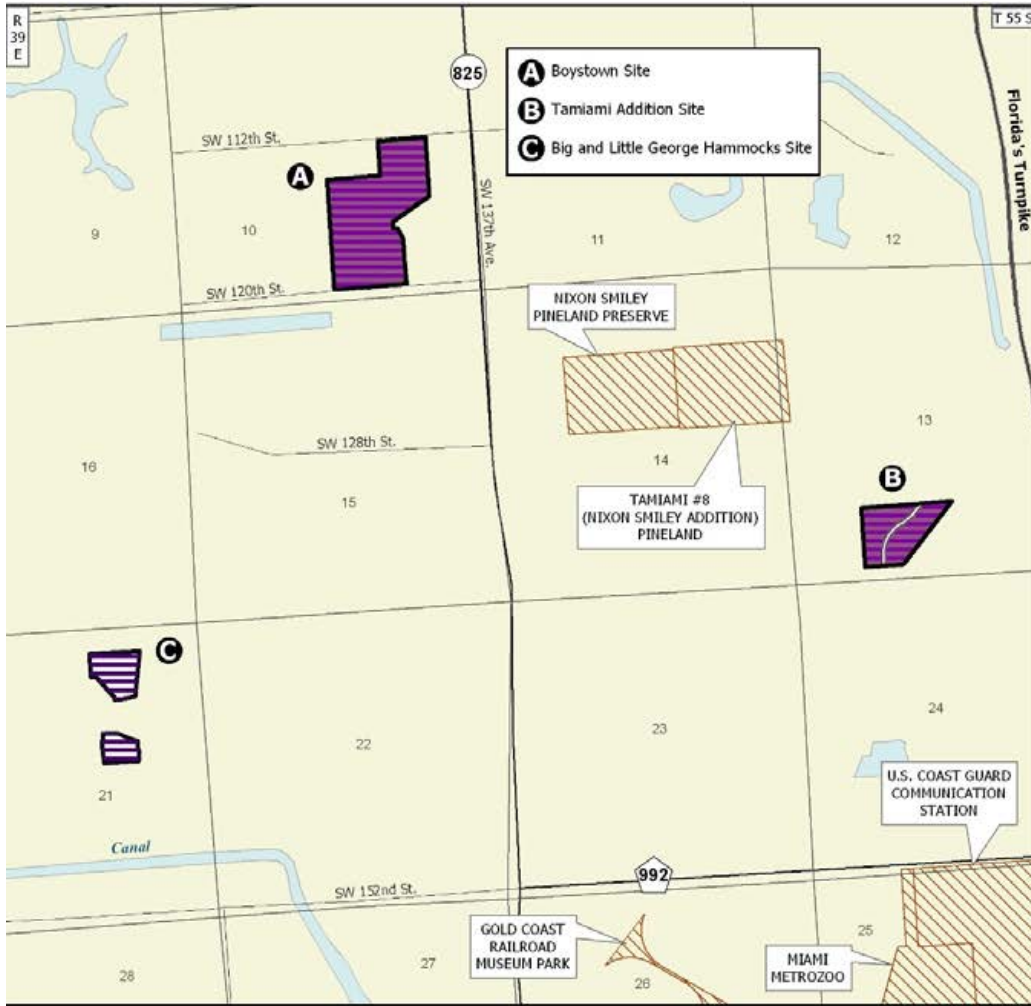 R
39
E
T 55 S
825
A Boystown Site
B Tamiami Addition Site
C Big and Little George Hammocks Site
Florida's Turnpike
SW 112th St.
A
SW 137th Ave.
9
10
11
12
SW 120th St.
NIXON SMILEY
PINELAND PRESERVE
13
SW 128th St.
16
15
14
B
TAMIAMI #8
(NIXON SMILEY ADDITION)
PINELAND
C
22
23
24
21
U.S. COAST GUARD
COMMUNICATION
STATION
Canal
992
SW 152nd St.
GOLD COAST
RAILROAD
MUSEUM PARK
25
MIAMI
METROZOO
28
27
26